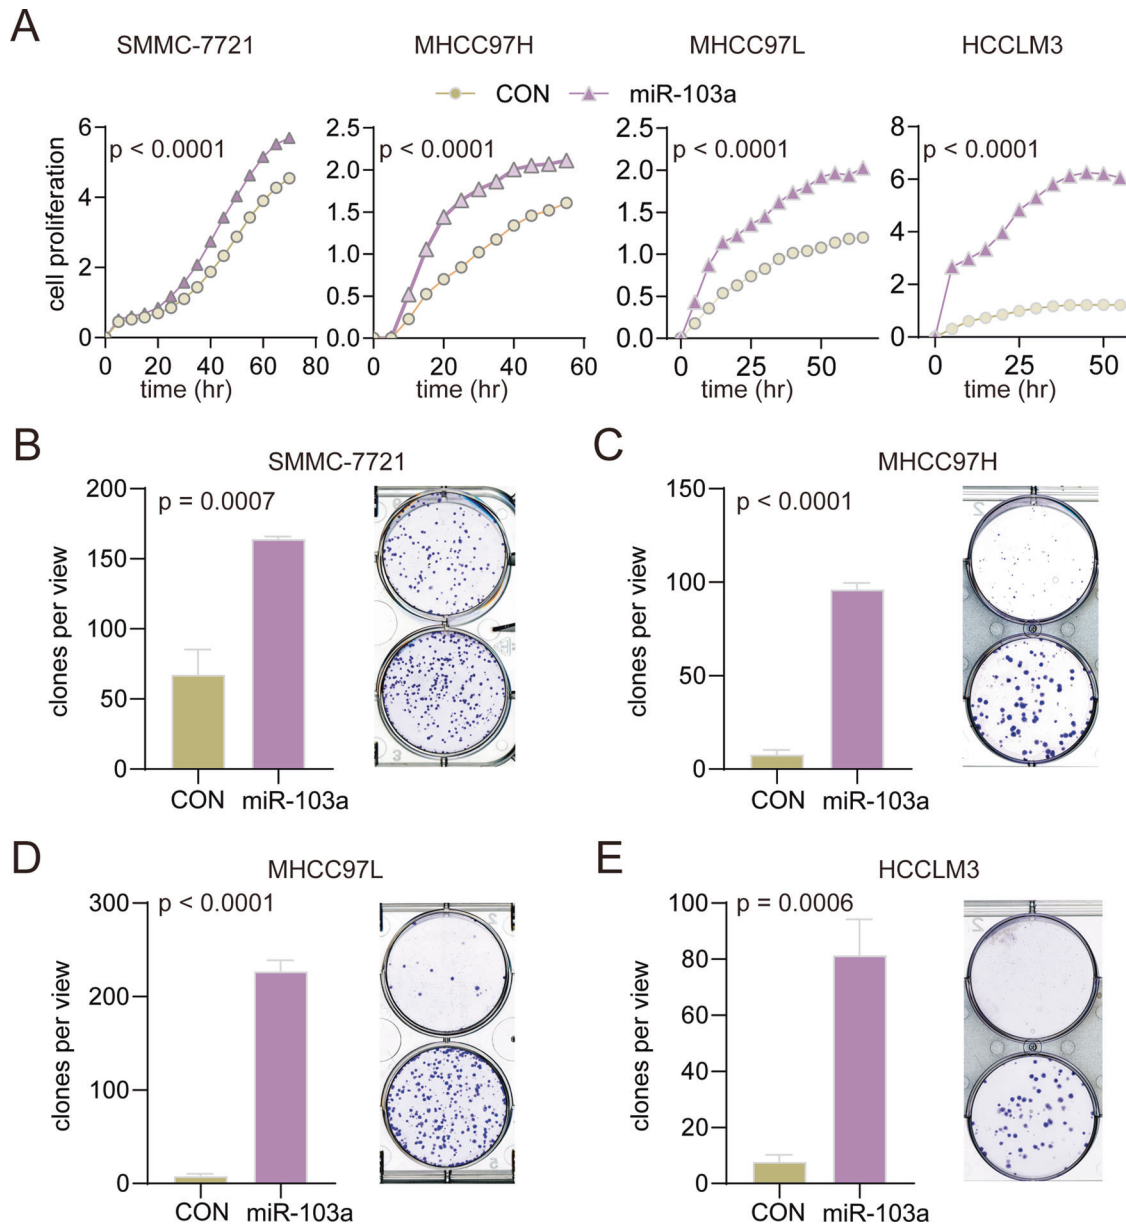 A
SMMC-7721 MHCC97H MHCC97L HCCLM3
CON miR-103a
cell proliferation
p < 0.0001
6
4
2
0
0 20 40 60 80
time (hr)
p < 0.0001
2.5
2.0
1.5
1.0
0.5
0.0
0 20 40 60
time (hr)
p < 0.0001
2.5
2.0
1.5
1.0
0.5
0.0
0 25 50
time (hr)
p < 0.0001
8
6
4
2
0
0 25 50
time (hr)
B
SMMC-7721
p = 0.0007
clones per view
200
150
100
50
0
CON miR-103a
3
C
MHCC97H
p < 0.0001
clones per view
150
100
50
0
CON miR-103a
2
D
MHCC97L
p < 0.0001
clones per view
300
200
100
0
CON miR-103a
2
5
E
HCCLM3
p = 0.0006
clones per view
100
80
60
40
20
0
CON miR-103a
2